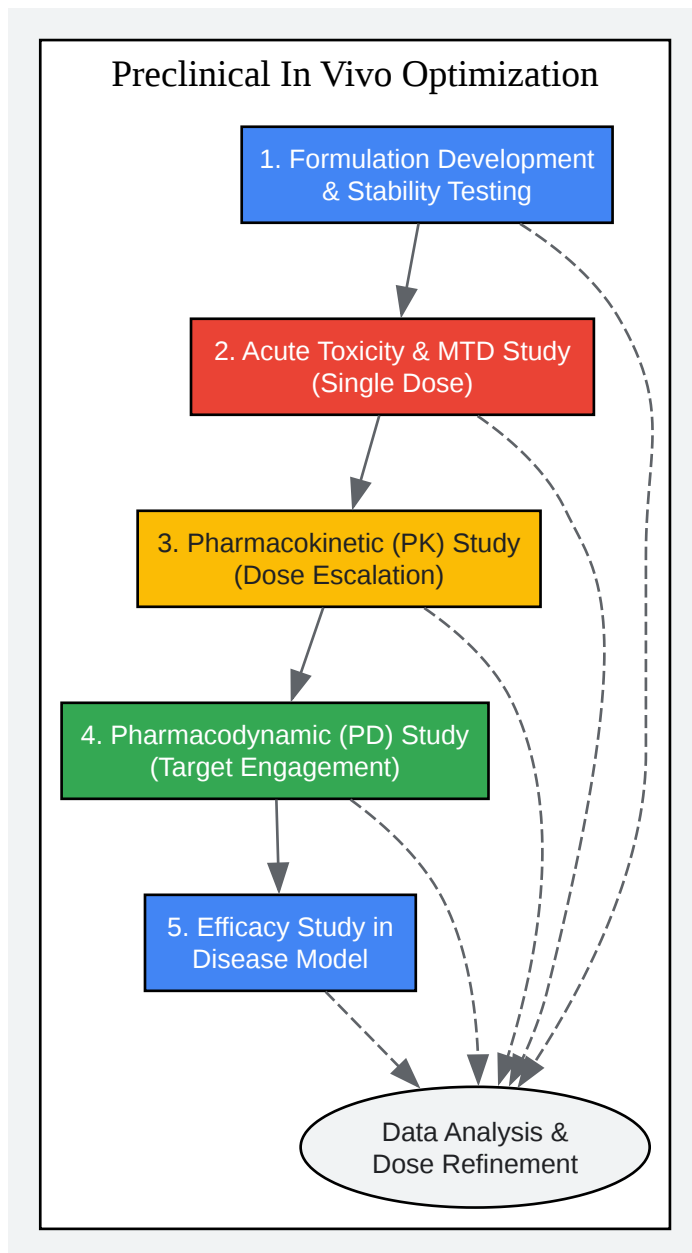 Preclinical In Vivo Optimization
1. Formulation Development
& Stability Testing
2. Acute Toxicity & MTD Study
(Single Dose)
3. Pharmacokinetic (PK) Study
(Dose Escalation)
4. Pharmacodynamic (PD) Study
(Target Engagement)
5. Efficacy Study in
Disease Model
Data Analysis &
Dose Refinement